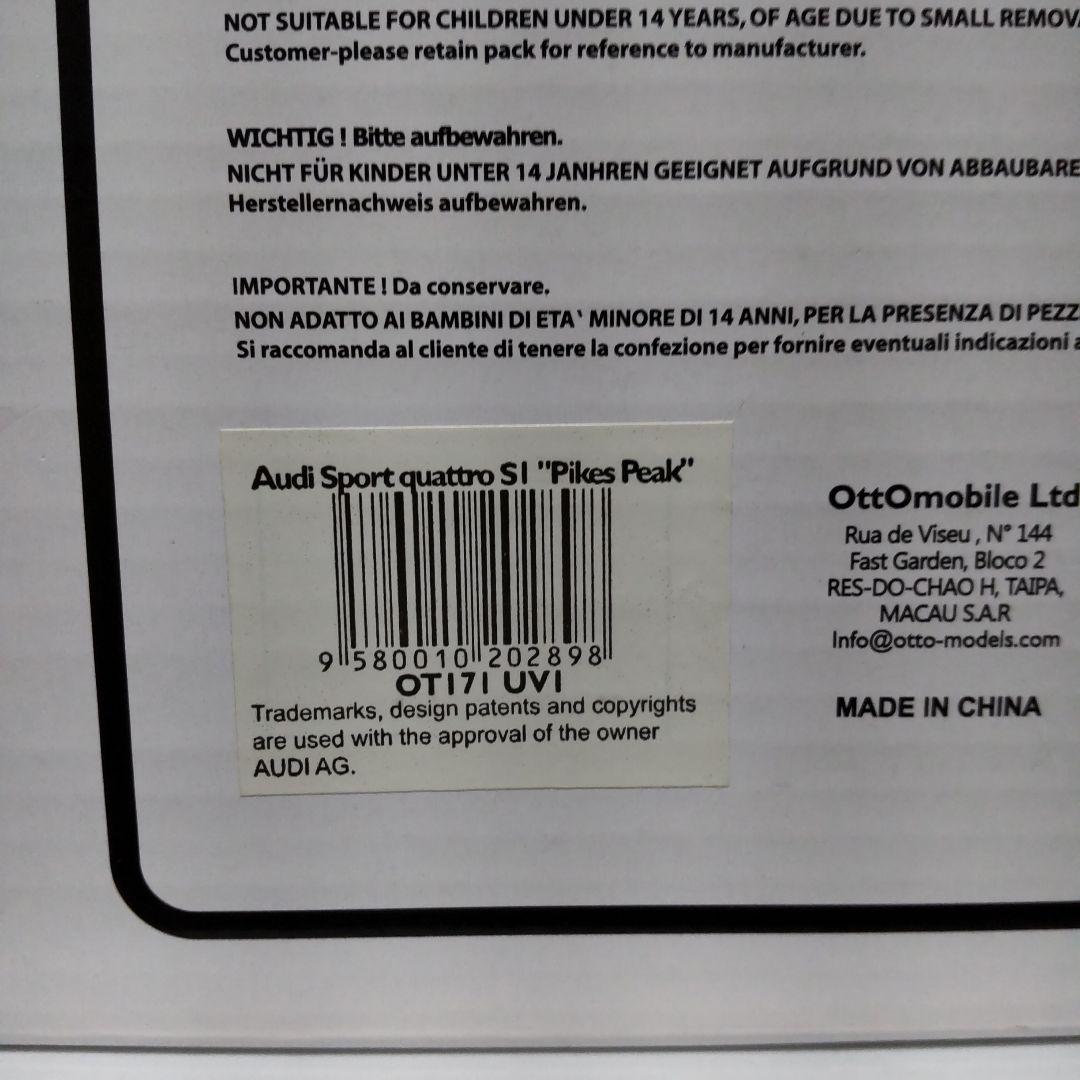 NOT SUITABLE FOR CHILDREN UNDER 14 YEARS, OF AGE DUE TO SMALL
Customer-please retain pack for reference to manufacturer.
WICHTIG ! Bitte aufbewahren.
NICHT FÜR KINDER UNTER 14 JANHREN GEEIGNET AUFGRUND VON
Herstellernachweis aufbewahren.
IMPORTANTE ! Da conservare.
NON ADATTO AI BAMBINI DI ETA‵ MINORE DI 14 ANNI, PER LA PRESENZA DI
Si raccomanda al cliente di tenere la confezione per fornire eventuali indicazioni
Audi Sport quattro S1 "Pikes Peak"
9 580010 202898
OT171 UV1
Trademarks, design patents and copyrights
are used with the approval of the owner
AUDI AG.
OttOmobile Ltd
Rua de Viseu , N° 144
Fast Garden, Bloco 2
RES-DO-CHAO H, TAIPA,
MACAU S.A.R
Info@otto-models.com
MADE IN CHINA